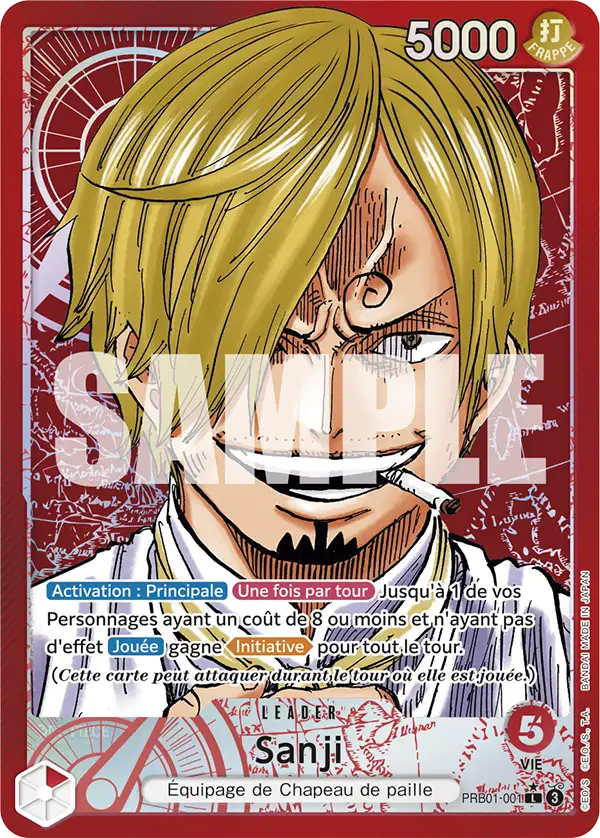 5000
打
FRAPPE
SAMPLE
Activation : Principale Une fois par tour Jusqu'à 1 de vos
Personnages ayant un coût de 8 ou moins et n'ayant pas
d'effet Jouée gagne Initiative pour tout le tour.
(Cette carte peut attaquer durant le tour où elle est jouée.)
LEADER
Sanji
Équipage de Chapeau de paille
5
VIE
PRB01-001 L 3
©E.O./S., T.A. BANDAI MADE IN JAPAN